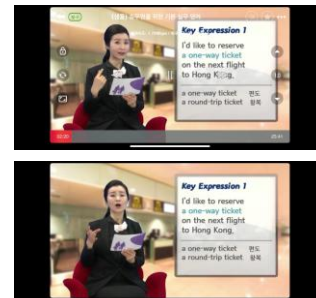 Key Expression 1
I'd like to reserve
a one-way ticket
on the next flight
to Hong Kong.
a one-way ticket 편도
a round-trip ticket 왕복
Key Expression 1
I'd like to reserve
a one-way ticket
on the next flight
to Hong Kong.
a one-way ticket 편도
a round-trip ticket 왕복